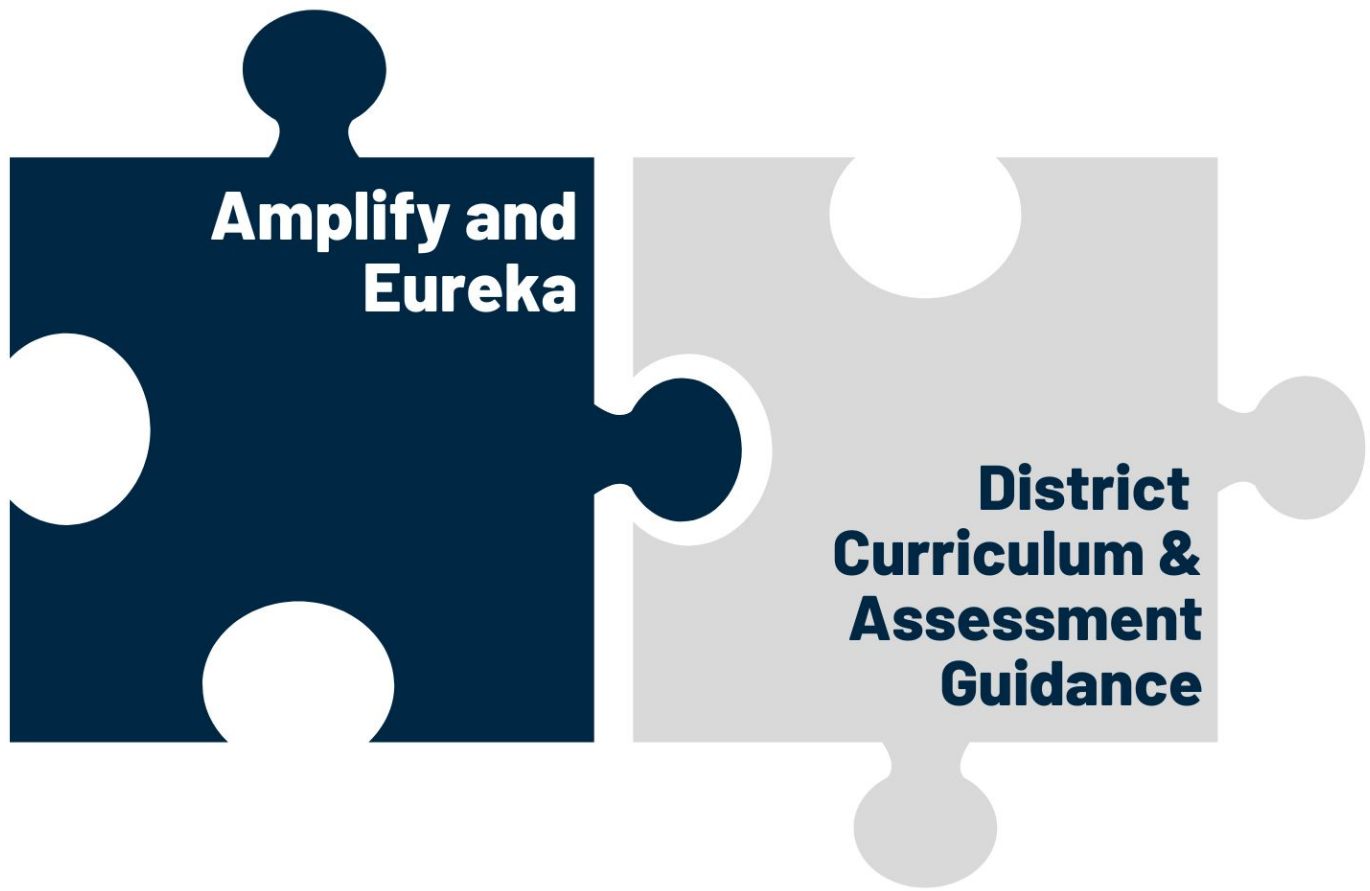 Amplify and
Eureka
District
Curriculum &
Assessment
Guidance